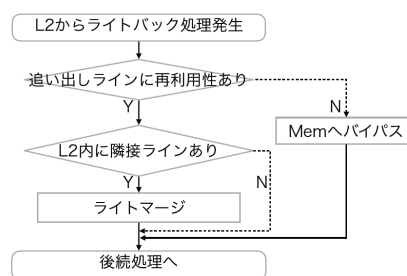 L2からライトバック処理発生
追い出しラインに再利用性あり
Y
N
Memへバイパス
L2内に隣接ラインあり
Y
N
ライトマージ
後続処理へ